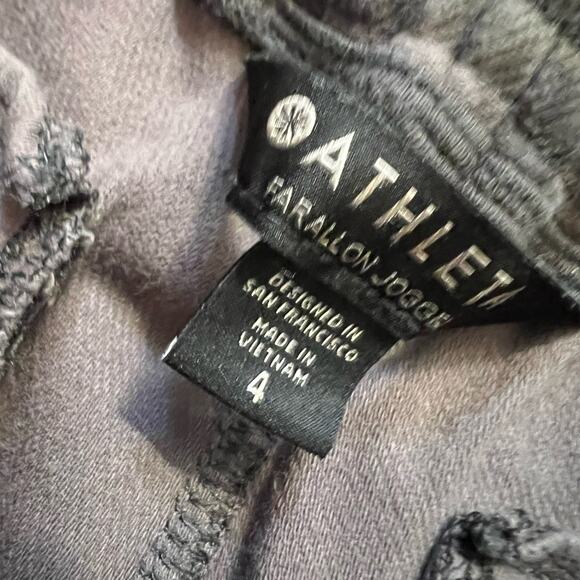 ATHLETA
FARALLON JOGGE
DESIGNED IN
SAN FRANCISCO
MADE IN
VIETNAM
4